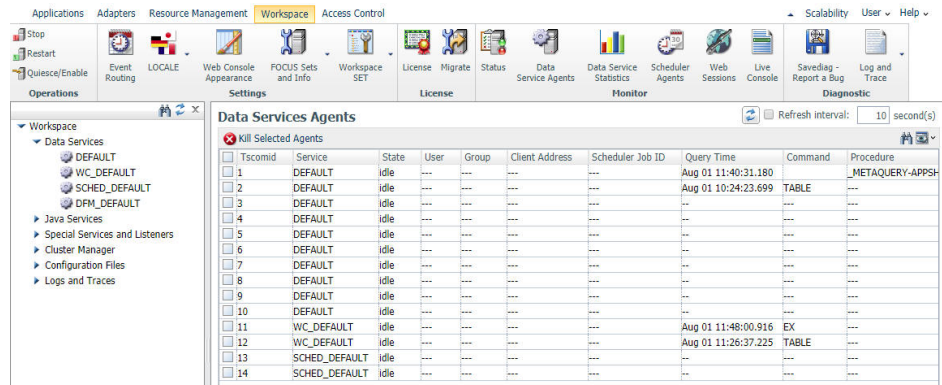 Applications Adapters Resource Management Workspace Access Control Scalability User Help
Stop
Restart
Quiesce/Enable
Operations
Event Routing LOCALE Web Console Appearance FOCUS Sets and Info Workspace SET
Settings
License Migrate
License
Status Data Service Agents Data Service Statistics Scheduler Agents Web Sessions Live Console
Monitor
Savediag - Report a Bug Log and Trace
Diagnostic
Workspace
Data Services
DEFAULT
WC_DEFAULT
SCHED_DEFAULT
DFM_DEFAULT
Java Services
Special Services and Listeners
Cluster Manager
Configuration Files
Logs and Traces
Data Services Agents Refresh interval: 10 second(s)
Kill Selected Agents
Tscomid Service State User Group Client Address Scheduler Job ID Query Time Command Procedure
1 DEFAULT idle --- --- --- --- Aug 01 11:40:31.180 _METAQUERY-APPSH
2 DEFAULT idle --- --- --- --- Aug 01 10:24:23.699 TABLE ---
3 DEFAULT idle --- --- --- --- -- --- ---
4 DEFAULT idle --- --- --- --- -- --- ---
5 DEFAULT idle --- --- --- --- -- --- ---
6 DEFAULT idle --- --- --- --- -- --- ---
7 DEFAULT idle --- --- --- --- -- --- ---
8 DEFAULT idle --- --- --- --- -- --- ---
9 DEFAULT idle --- --- --- --- -- --- ---
10 DEFAULT idle --- --- --- --- -- --- ---
11 WC_DEFAULT idle --- --- --- --- Aug 01 11:48:00.916 EX ---
12 WC_DEFAULT idle --- --- --- --- Aug 01 11:26:37.225 TABLE ---
13 SCHED_DEFAULT idle --- --- --- --- -- --- ---
14 SCHED_DEFAULT idle --- --- --- --- -- --- ---